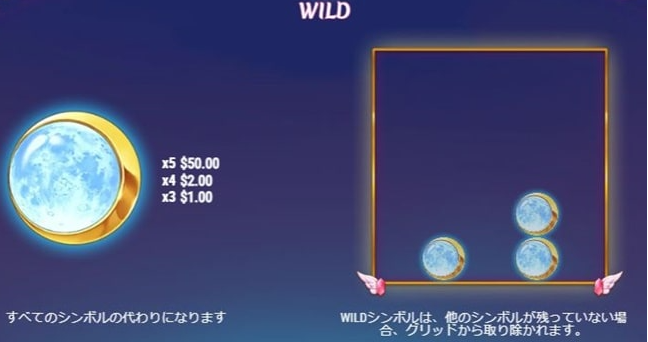 WILD
x5 $50.00
x4 $2.00
x3 $1.00
すべてのシンボルの代わりになります
WILDシンボルは、他のシンボルが残っていない場
合、グリッドから取り除かれます。